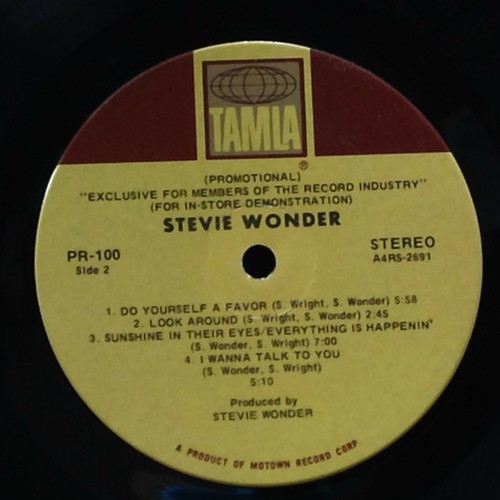 TAMLA
®
(PROMOTIONAL)
"EXCLUSIVE FOR MEMBERS OF THE RECORD INDUSTRY"
(FOR IN-STORE DEMONSTRATION)
STEVIE WONDER
PR-100
Side 2
STEREO
A4RS-2691
1. DO YOURSELF A FAVOR (S. Wright, S. Wonder) 5:58
2. LOOK AROUND (S. Wright, S. Wonder) 2:45
3. SUNSHINE IN THEIR EYES/EVERYTHING IS HAPPENIN'
(S. Wonder, S. Wright) 7:00
4. I WANNA TALK TO YOU
(S. Wonder, S. Wright)
5:10
Produced by
STEVIE WONDER
A PRODUCT OF MOTOWN RECORD CORP.